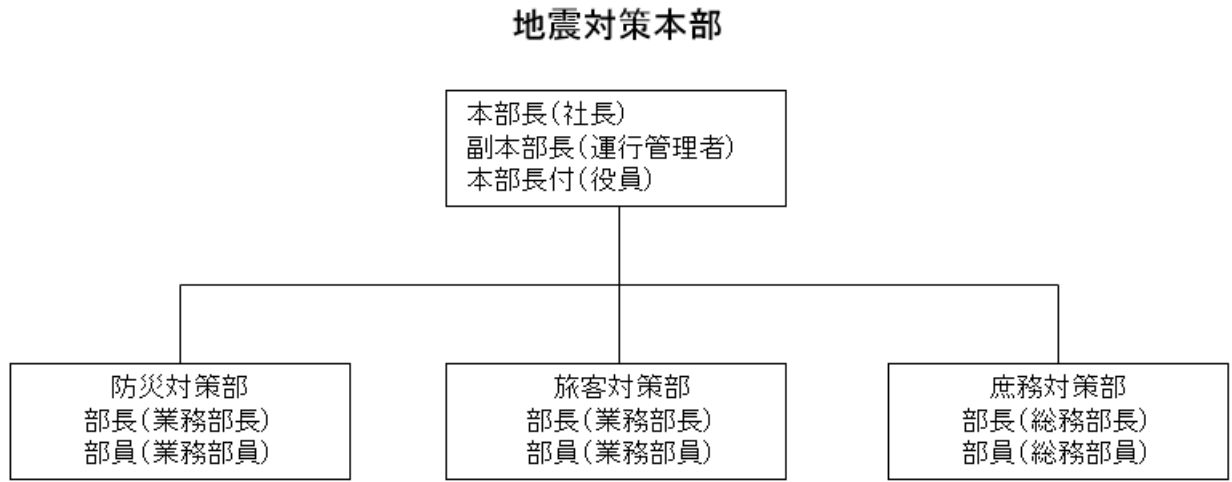 地震対策本部
本部長(社長)
副本部長(運行管理者)
本部長付(役員)
防災対策部
部長(業務部長)
部員(業務部員)
旅客対策部
部長(業務部長)
部員(業務部員)
庶務対策部
部長(総務部長)
部員(総務部員)